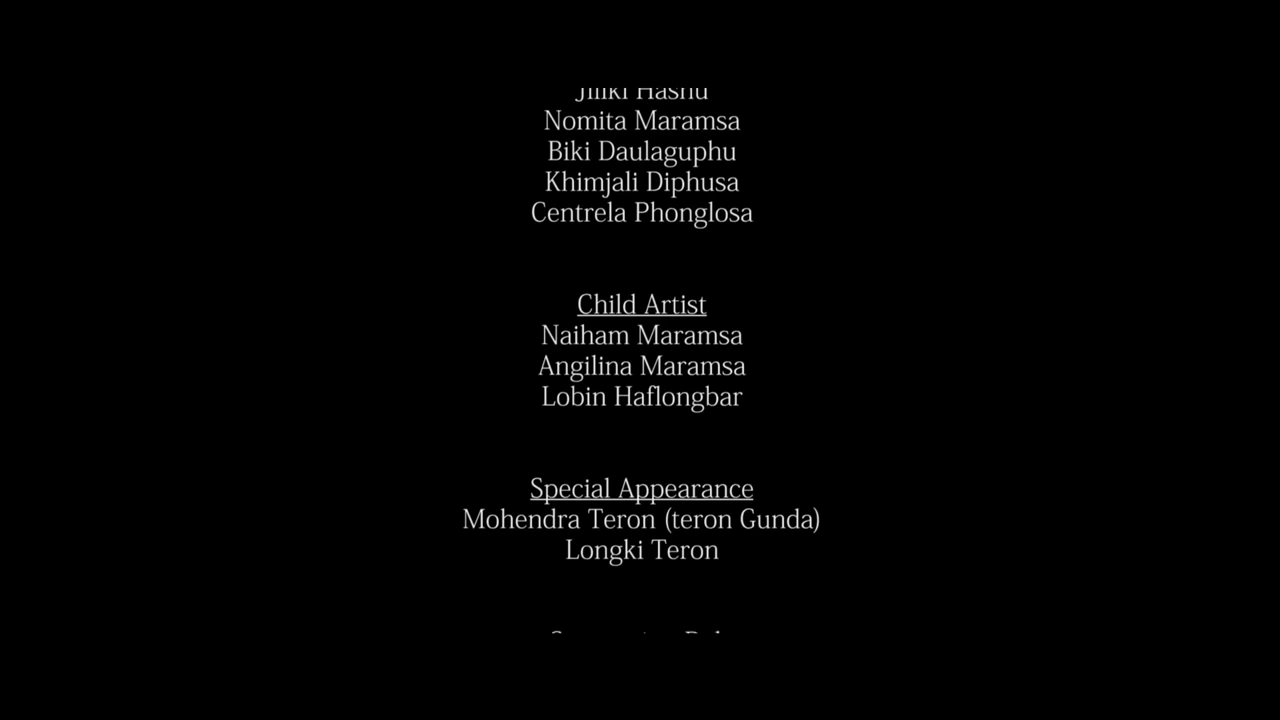 Nomita Maramsa
Biki Daulaguphu
Khimjali Diphusa
Centrela Phonglosa
Child Artist
Naiham Maramsa
Angilina Maramsa
Lobin Haflongbar
Special Appearance
Mohendra Teron (teron Gunda)
Longki Teron